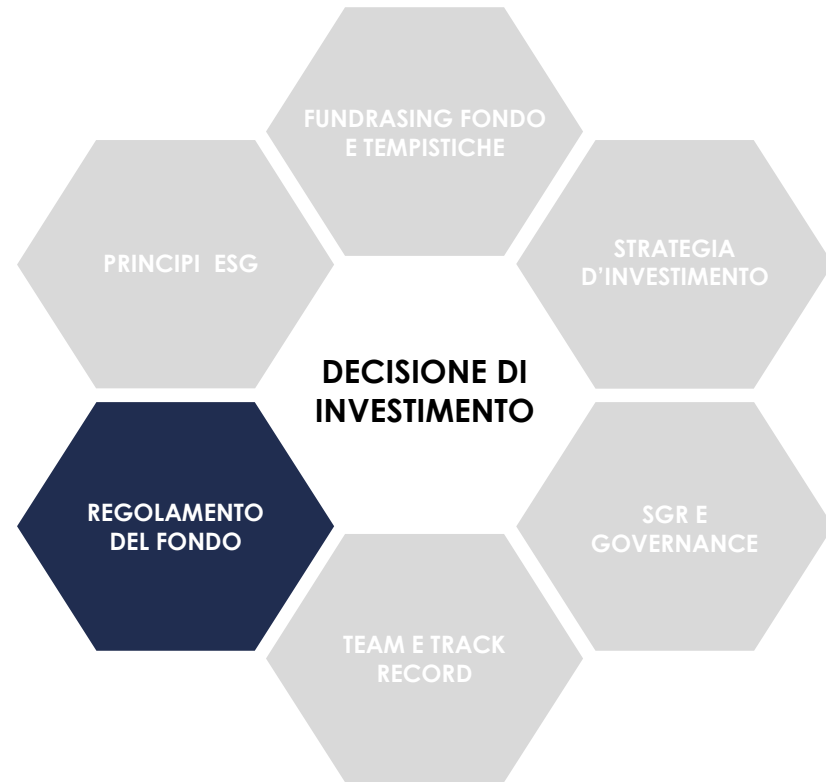 FUNDRASING FONDO
E TEMPISTICHE
PRINCIPI ESG
STRATEGIA
D'INVESTIMENTO
DECISIONE DI
INVESTIMENTO
REGOLAMENTO
DEL FONDO
SGR E
GOVERNANCE
TEAM E TRACK
RECORD